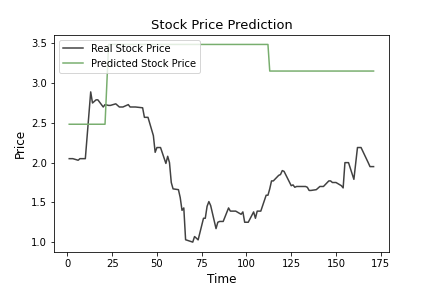 Stock Price Prediction
Real Stock Price
Predicted Stock Price
3.5
3.0
2.5
2.0
1.5
1.0
Price
0 25 50 75 100 125 150 175
Time